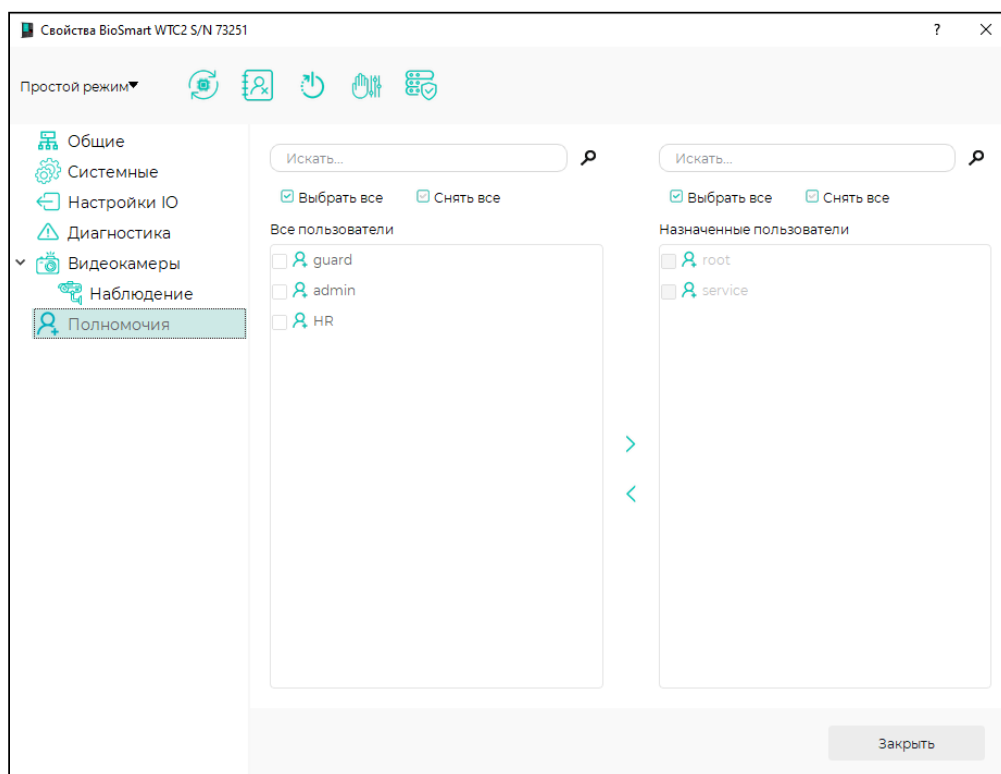 Свойства BioSmart WTC2 S/N 73251
?
Простой режим
Общие
Системные
Настройки IO
Диагностика
Видеокамеры
Наблюдение
Полномочия
Искать...
Выбрать все Снять все
Все пользователи
guard
admin
HR
Искать...
Выбрать все Снять все
Назначенные пользователи
root
service
Закрыть